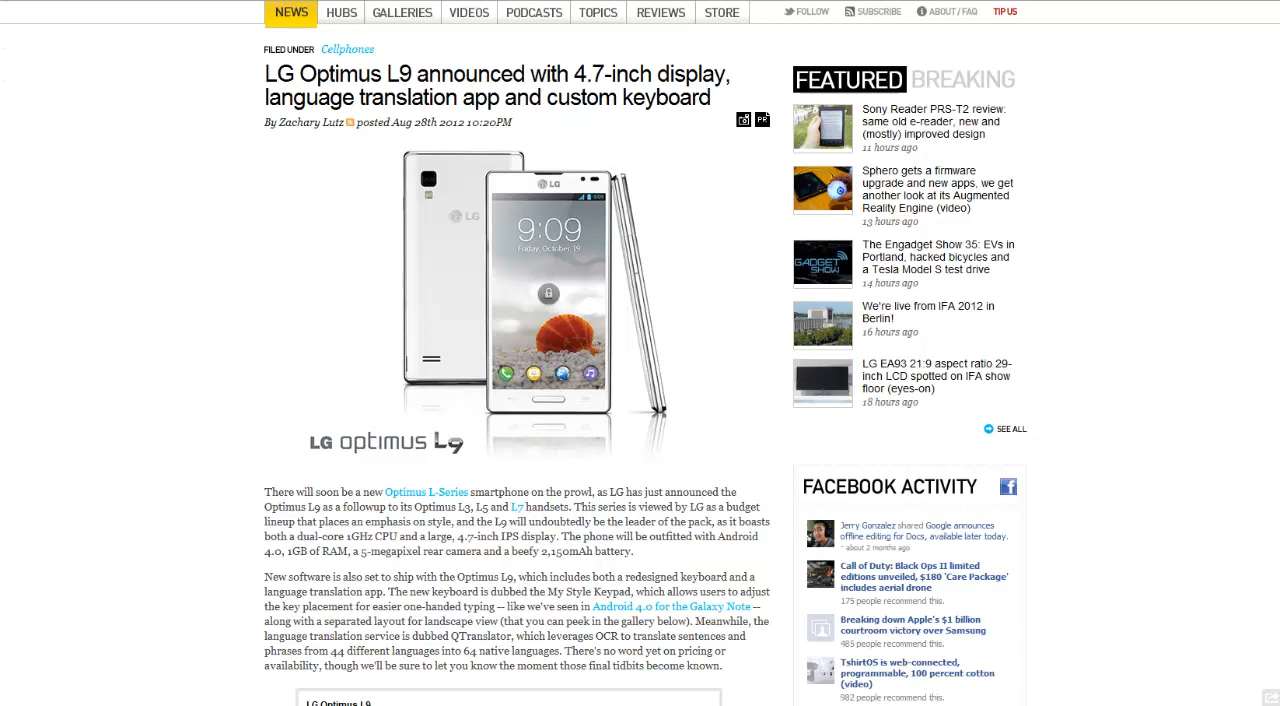 NEWS HUBS GALLERIES VIDEOS PODCASTS TOPICS REVIEWS STORE FOLLOW SUBSCRIBE ABOUT / FAQ TIP US
FILED UNDER Cellphones
LG Optimus L9 announced with 4.7-inch display,
language translation app and custom keyboard
By Zachary Lutz posted Aug 28th 2012 10:20PM
PR
LG
LG
9:09
9:09
Friday, October 19
LG optimus L9
There will soon be a new Optimus L-Series smartphone on the prowl, as LG has just announced the
Optimus L9 as a followup to its Optimus L3, L5 and L7 handsets. This series is viewed by LG as a budget
lineup that places an emphasis on style, and the L9 will undoubtedly be the leader of the pack, as it boasts
both a dual-core 1GHz CPU and a large, 4.7-inch IPS display. The phone will be outfitted with Android
4.0, 1GB of RAM, a 5-megapixel rear camera and a beefy 2,150mAh battery.
New software is also set to ship with the Optimus L9, which includes both a redesigned keyboard and a
language translation app. The new keyboard is dubbed the My Style Keypad, which allows users to adjust
the key placement for easier one-handed typing -- like we've seen in Android 4.0 for the Galaxy Note --
along with a separated layout for landscape view (that you can peek in the gallery below). Meanwhile, the
language translation service is dubbed QTranslator, which leverages OCR to translate sentences and
phrases from 44 different languages into 64 native languages. There's no word yet on pricing or
availability, though we'll be sure to let you know the moment those final tidbits become known.
LG Optimus L9
FEATURED BREAKING
Sony Reader PRS-T2 review:
same old e-reader, new and
(mostly) improved design
11 hours ago
Sphero gets a firmware
upgrade and new apps, we get
another look at its Augmented
Reality Engine (video)
13 hours ago
GADGET
SHOW
The Engadget Show 35: EVs in
Portland, hacked bicycles and
a Tesla Model S test drive
14 hours ago
We're live from IFA 2012 in
Berlin!
16 hours ago
LG EA93 21:9 aspect ratio 29-
inch LCD spotted on IFA show
floor (eyes-on)
18 hours ago
SEE ALL
FACEBOOK ACTIVITY
Jerry Gonzalez shared Google announces
offline editing for Docs, available later today.
- about 2 months ago
Call of Duty: Black Ops II limited
editions unveiled, $180 'Care Package'
includes aerial drone
175 people recommend this.
Breaking down Apple's $1 billion
courtroom victory over Samsung
485 people recommend this.
TshirtOS is web-connected,
programmable, 100 percent cotton
(video)
982 people recommend this.